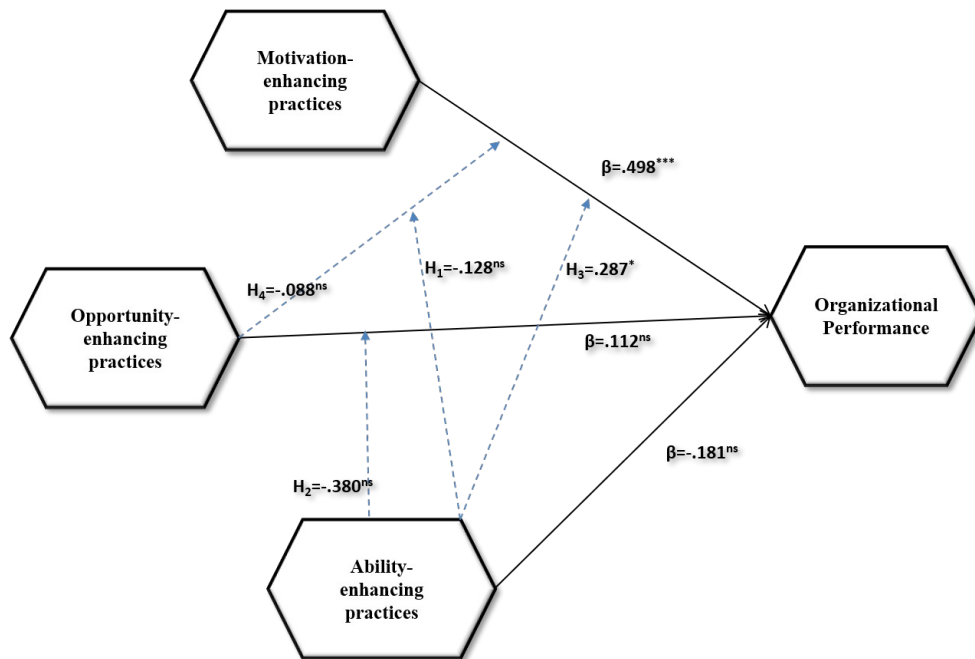 Motivation-
enhancing
practices
β=.498***
H₁=-.128ⁿˢ
H₃=.287*
H₄=-.088ⁿˢ
Opportunity-
enhancing
practices
Organizational
Performance
β=.112ⁿˢ
β=-.181ⁿˢ
H₂=-.380ⁿˢ
Ability-
enhancing
practices